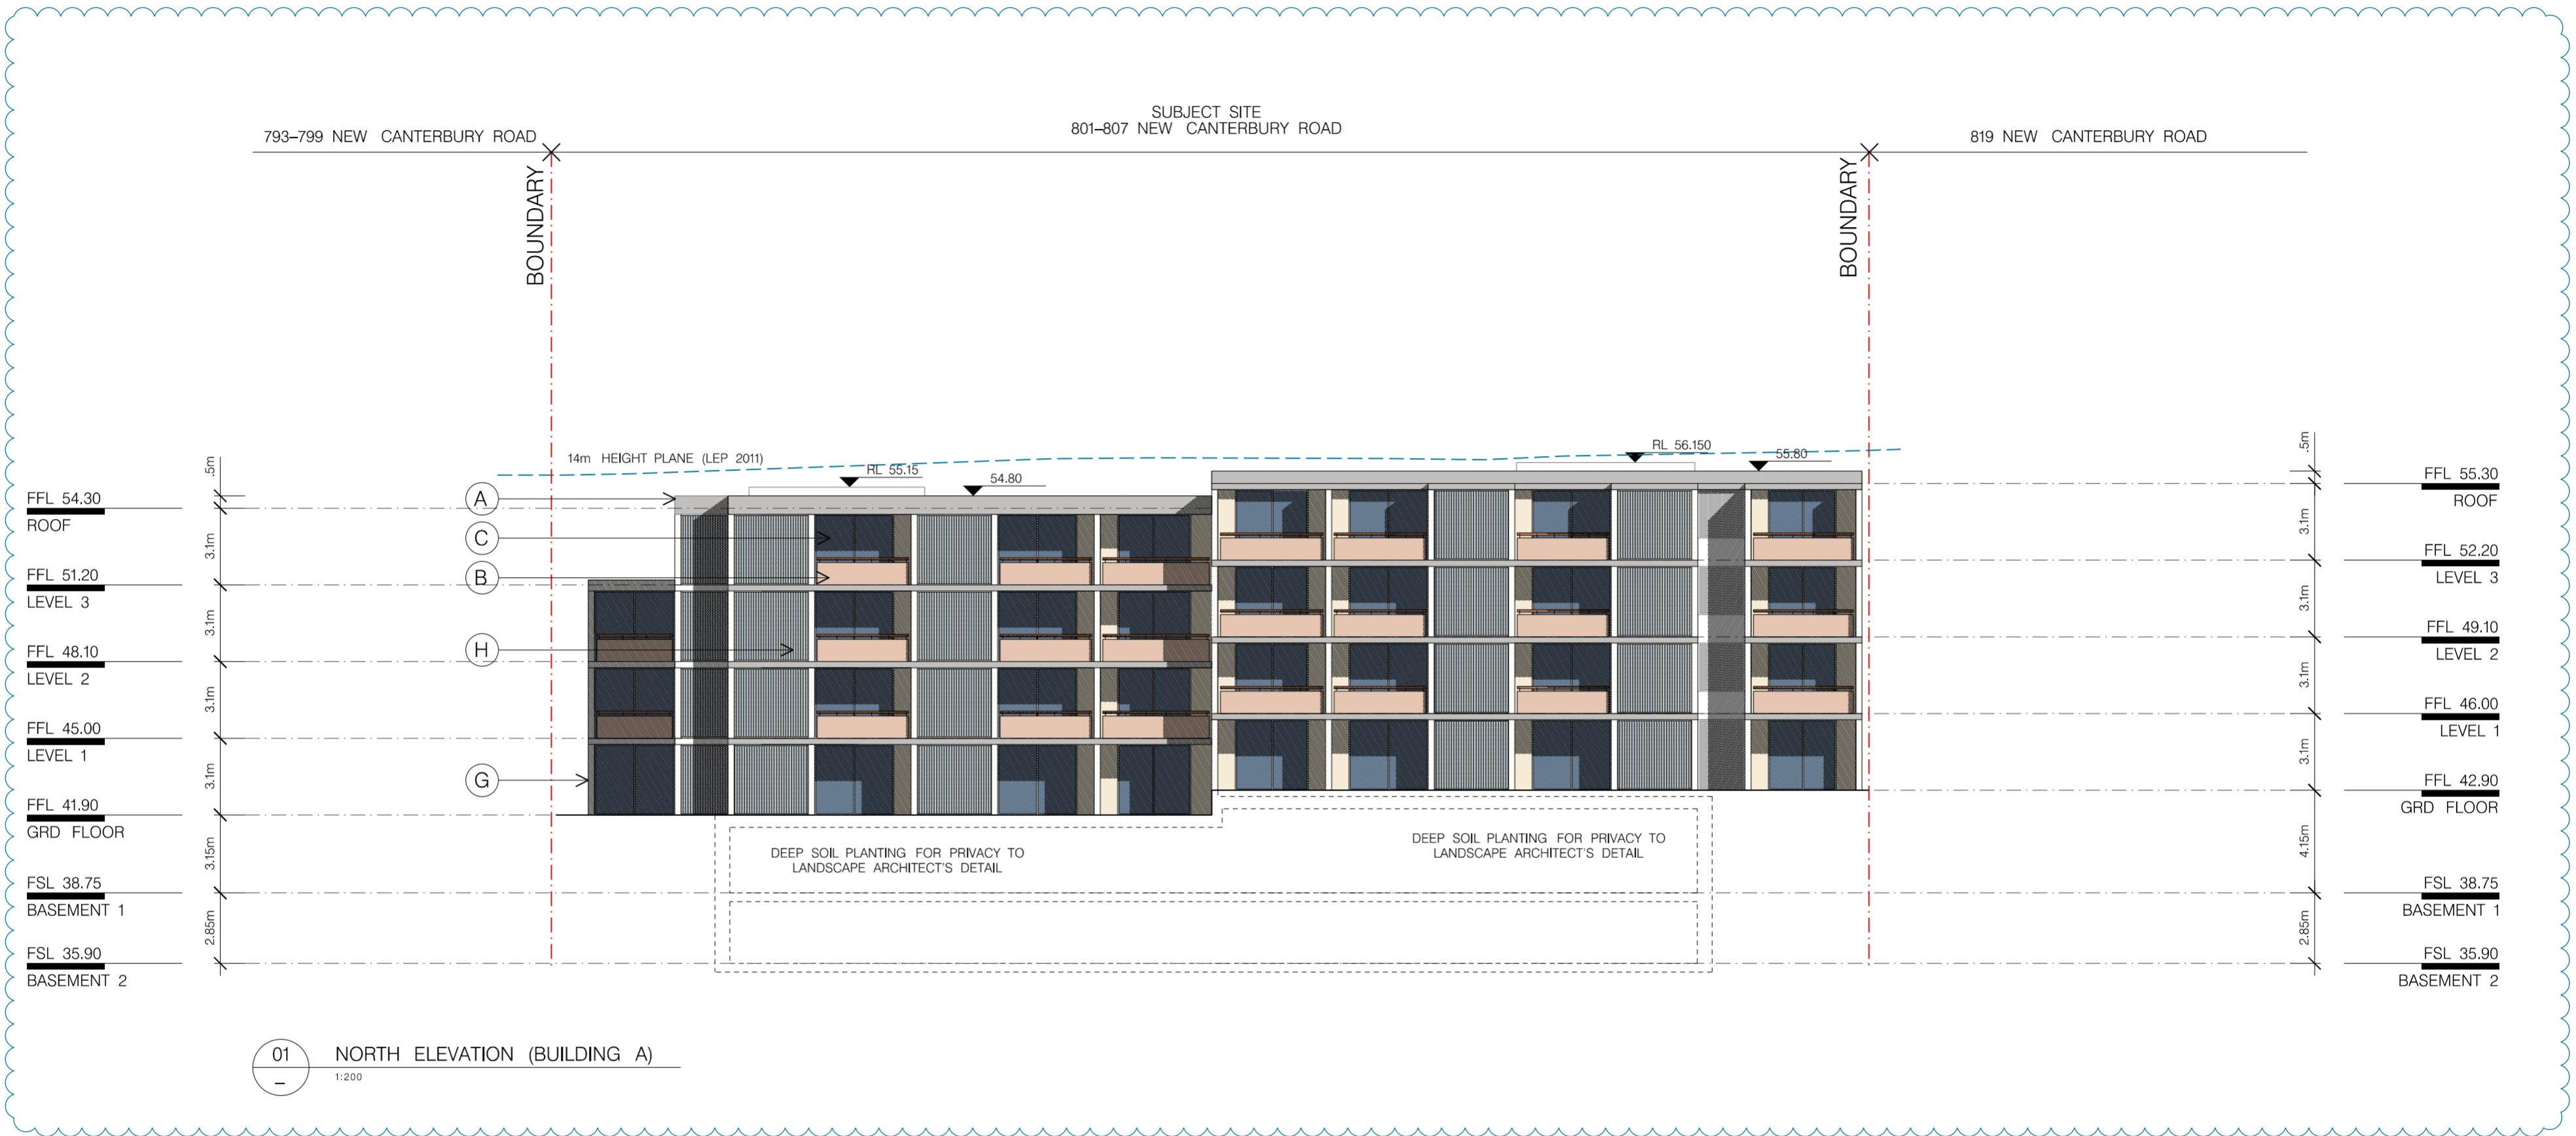 SUBJECT SITE
793–799 NEW CANTERBURY ROAD
801–807 NEW CANTERBURY ROAD
819 NEW CANTERBURY ROAD
BOUNDARY
BOUNDARY
14m HEIGHT PLANE (LEP 2011)
RL 55.15
54.80
RL 56.150
55.80
.5m
FFL 54.30
ROOF
3.1m
FFL 51.20
LEVEL 3
3.1m
FFL 48.10
LEVEL 2
3.1m
FFL 45.00
LEVEL 1
3.1m
FFL 41.90
GRD FLOOR
3.15m
FSL 38.75
BASEMENT 1
2.85m
FSL 35.90
BASEMENT 2
A
C
B
H
G
DEEP SOIL PLANTING FOR PRIVACY TO
LANDSCAPE ARCHITECT'S DETAIL
DEEP SOIL PLANTING FOR PRIVACY TO
LANDSCAPE ARCHITECT'S DETAIL
.5m
FFL 55.30
ROOF
3.1m
FFL 52.20
LEVEL 3
3.1m
FFL 49.10
LEVEL 2
3.1m
FFL 46.00
LEVEL 1
3.1m
FFL 42.90
GRD FLOOR
4.15m
FSL 38.75
BASEMENT 1
2.85m
FSL 35.90
BASEMENT 2
01
–
NORTH ELEVATION (BUILDING A)
1:200